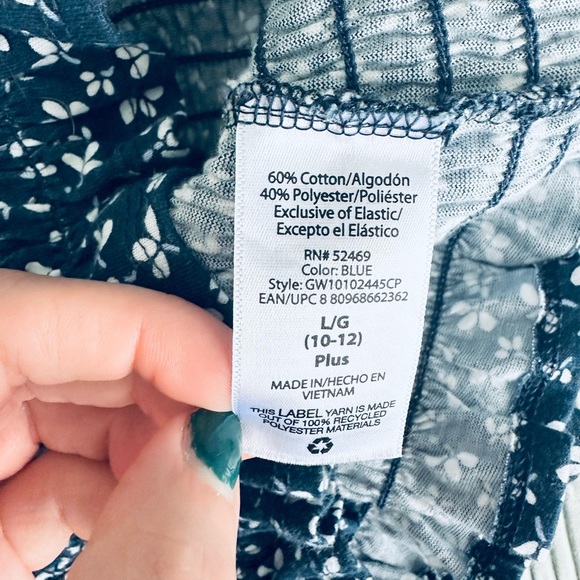 60% Cotton/Algodón
40% Polyester/Poliéster
Exclusive of Elastic/
Excepto el Elástico
RN# 52469
Color: BLUE
Style: GW10102445CP
EAN/UPC 8 80968662362
L/G
(10-12)
Plus
MADE IN/HECHO EN
VIETNAM
THIS LABEL YARN IS MADE
OUT OF 100% RECYCLED
POLYESTER MATERIALS